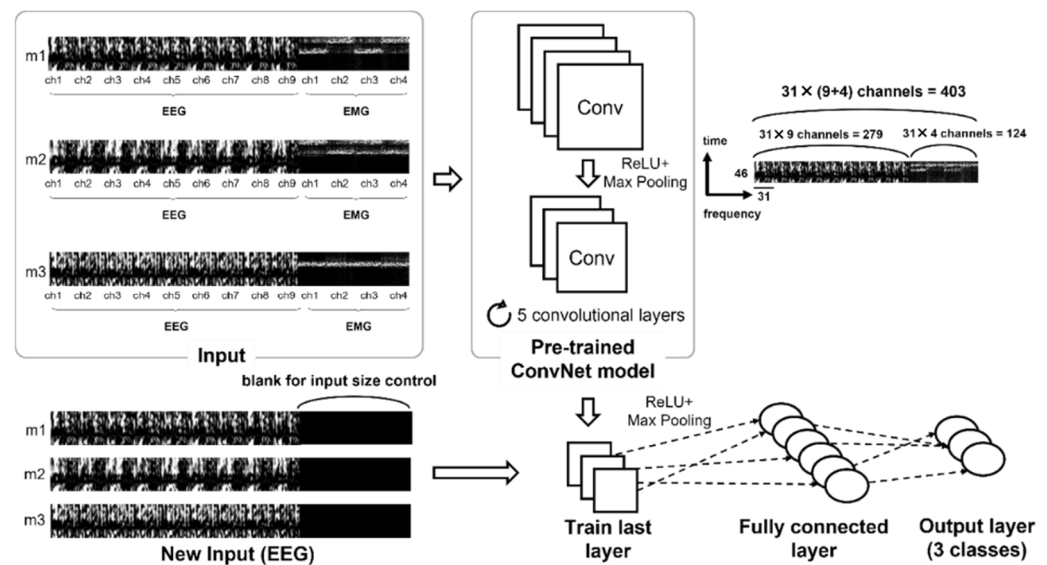 m1
ch1 ch2 ch3 ch4 ch5 ch6 ch7 ch8 ch9 ch1 ch2 ch3 ch4
EEG EMG
m2
ch1 ch2 ch3 ch4 ch5 ch6 ch7 ch8 ch9 ch1 ch2 ch3 ch4
EEG EMG
m3
ch1 ch2 ch3 ch4 ch5 ch6 ch7 ch8 ch9 ch1 ch2 ch3 ch4
EEG EMG
Input
Conv
ReLU+
Max Pooling
Conv
5 convolutional layers
Pre-trained
ConvNet model
31 × (9+4) channels = 403
31 × 9 channels = 279 31 × 4 channels = 124
time
46
31
frequency
blank for input size control
m1
m2
m3
New Input (EEG)
ReLU+
Max Pooling
Train last
layer
Fully connected
layer
Output layer
(3 classes)